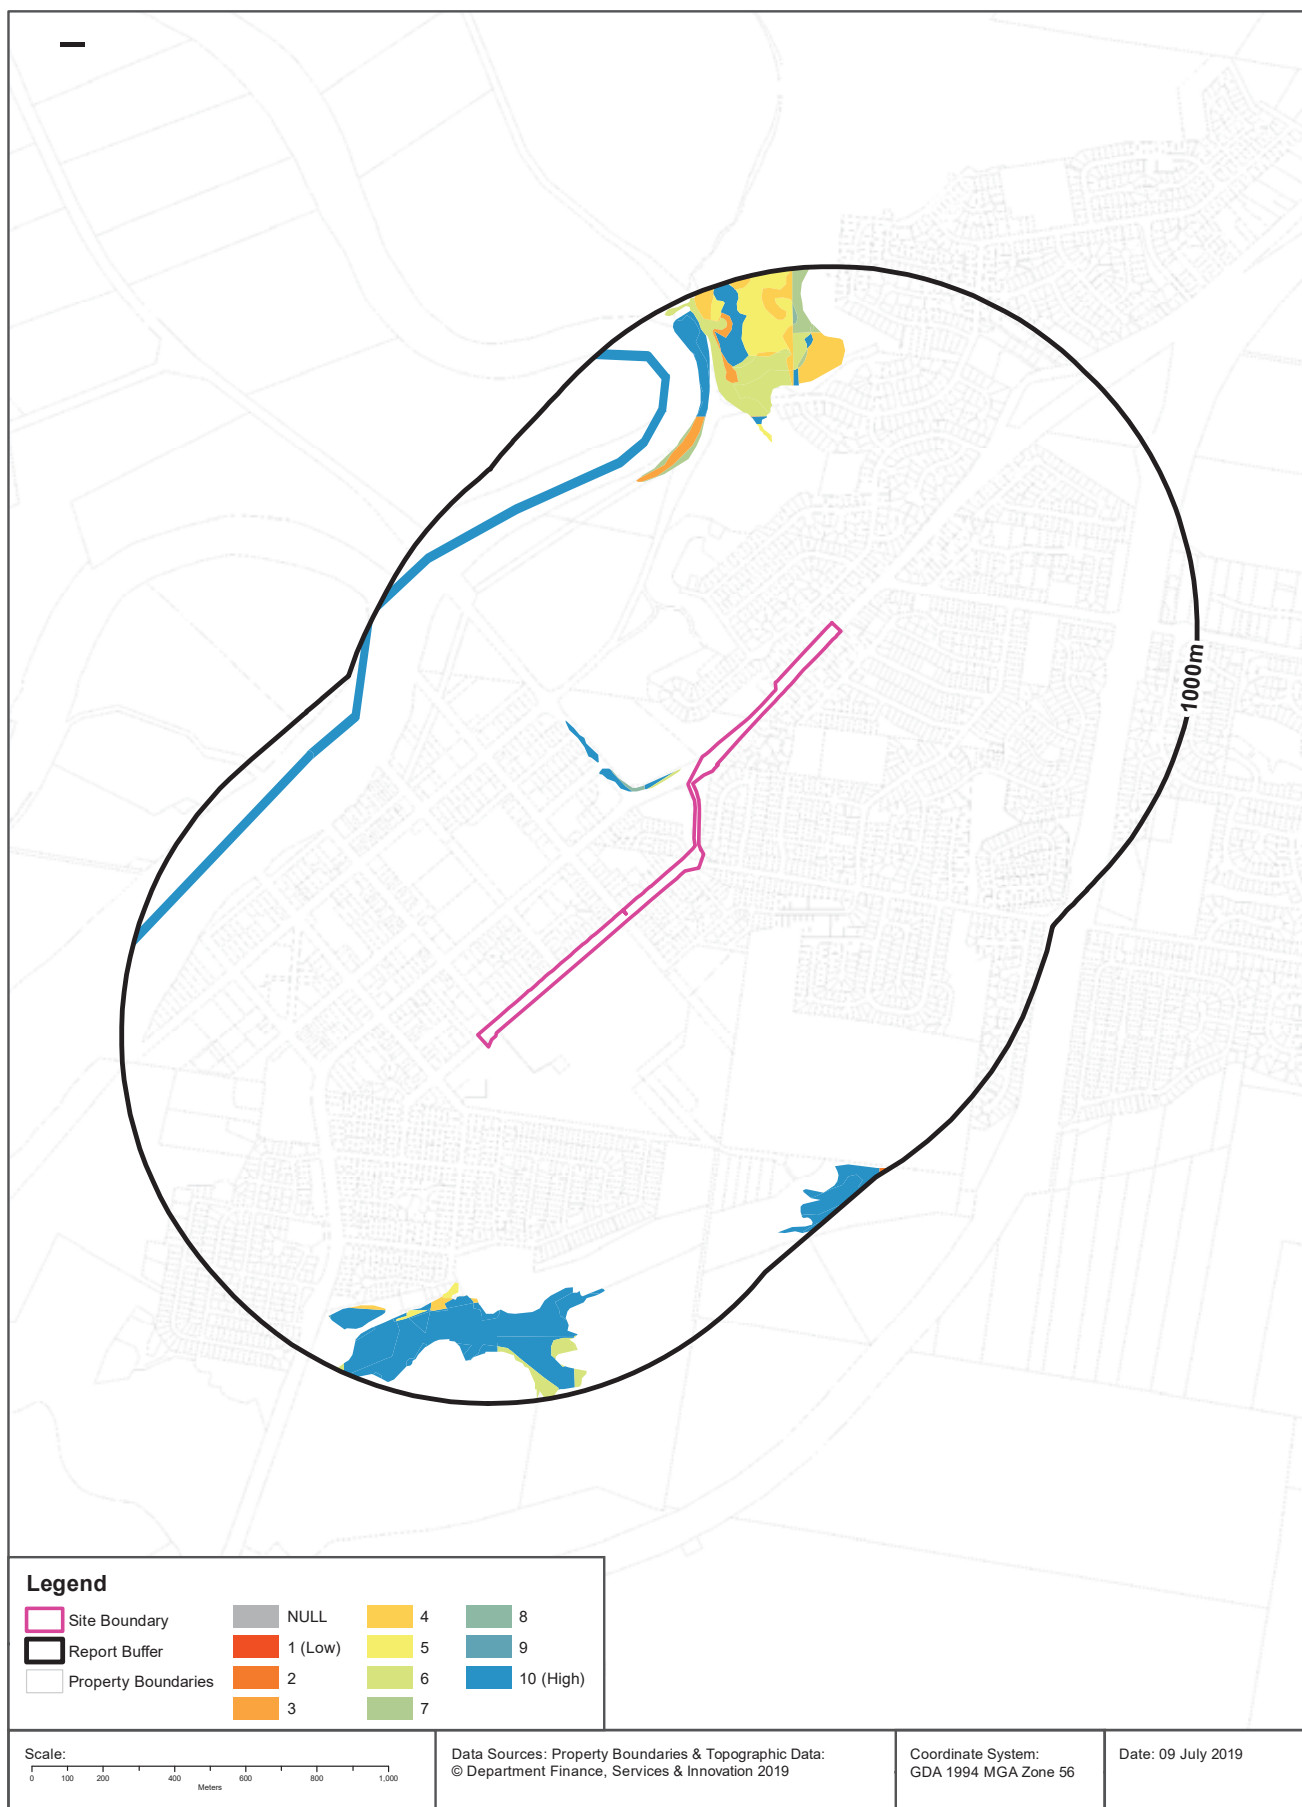 1000m
Legend
Site Boundary
Report Buffer
Property Boundaries
NULL
1 (Low)
2
3
4
5
6
7
8
9
10 (High)
Scale:
0 100 200 400 600 800 1,000
Meters
Data Sources: Property Boundaries & Topographic Data:
© Department Finance, Services & Innovation 2019
Coordinate System:
GDA 1994 MGA Zone 56
Date: 09 July 2019